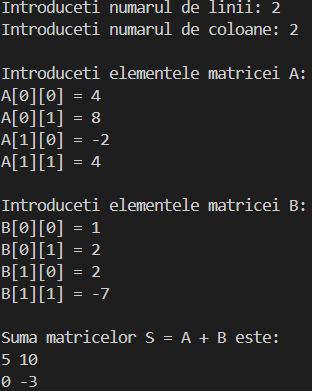 Introduceti numarul de linii: 2
Introduceti numarul de coloane: 2
Introduceti elementele matricei A:
A[0][0] = 4
A[0][1] = 8
A[1][0] = -2
A[1][1] = 4
Introduceti elementele matricei B:
B[0][0] = 1
B[0][1] = 2
B[1][0] = 2
B[1][1] = -7
Suma matricelor S = A + B este:
5 10
0 -3